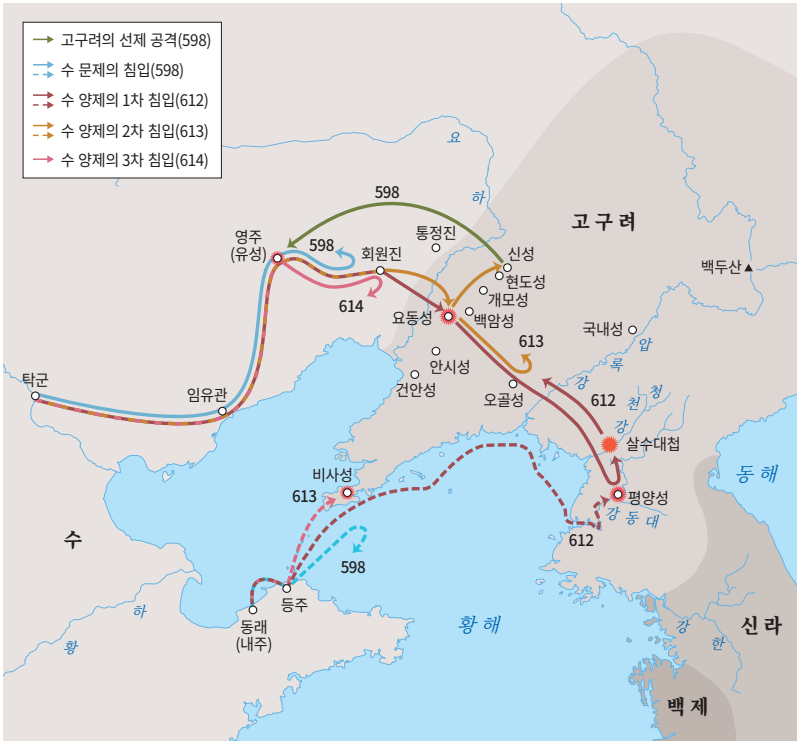 고구려의 선제 공격(598)
수 문제의 침입(598)
수 양제의 1차 침입(612)
수 양제의 2차 침입(613)
수 양제의 3차 침입(614)
요
하
598
고구려
영주
(유성)
598
회원진
통정진
신성
현도성
백두산
개모성
614
요동성
백암성
국내성
613
압
록
강
안시성
건안성
오골성
탁군
임유관
612
청
천
강
살수대첩
비사성
613
평양성
동해
대
동
강
수
612
598
등주
동래
(내주)
황해
하
황
신라
한
강
백제